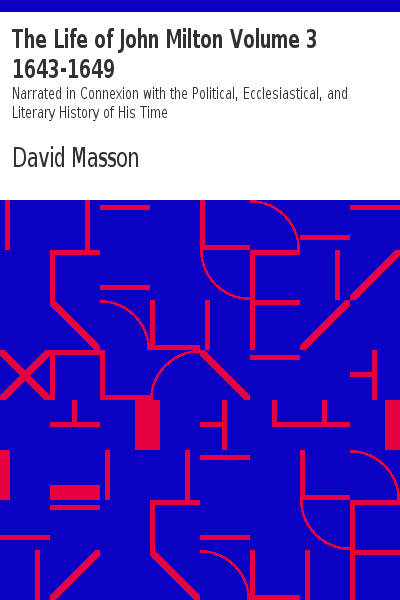 The Life of John Milton Volume 3
1643-1649
Narrated in Connexion with the Political, Ecclesiastical, and
Literary History of His Time
David Masson